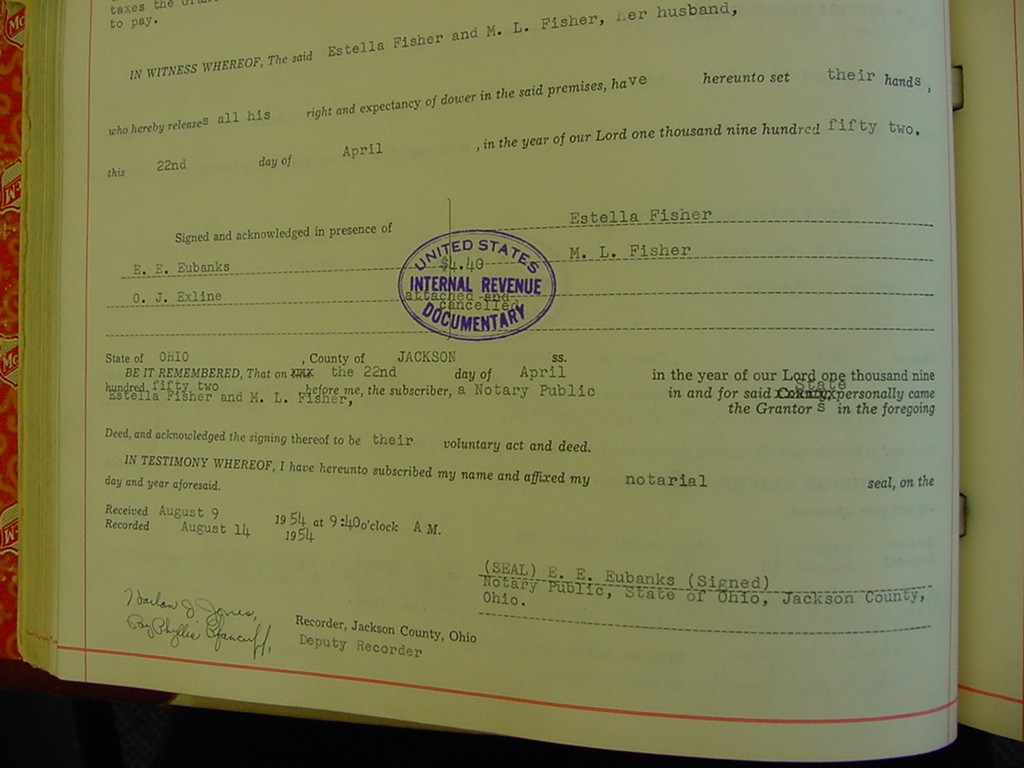 taxes the
to pay.
IN WITNESS WHEREOF, The said Estella Fisher and M. L. Fisher, her husband,
who hereby releases all his right and expectancy of dower in the said premises, have hereunto set their hands,
this 22nd day of April , in the year of our Lord one thousand nine hundred fifty two.
Signed and acknowledged in presence of
Estella Fisher
E. E. Eubanks M. L. Fisher
O. J. Exline
UNITED STATES
$4.40
INTERNAL REVENUE
attached and
cancelled
DOCUMENTARY
State of OHIO , County of JACKSON ss.
BE IT REMEMBERED, That on the 22nd day of April in the year of our Lord one thousand nine
hundred fifty two before me, the subscriber, a Notary Public in and for said State personally came
Estella Fisher and M. L. Fisher, the Grantor s in the foregoing
Deed, and acknowledged the signing thereof to be their voluntary act and deed.
IN TESTIMONY WHEREOF, I have hereunto subscribed my name and affixed my notarial seal, on the
day and year aforesaid.
Received August 9 1954 at 9:40 o'clock A M.
Recorded August 14 1954
(SEAL) E. E. Eubanks (Signed)
Notary Public, State of Ohio, Jackson County,
Ohio.
Harlan J. Jones,
Recorder, Jackson County, Ohio
By Phyllis
Deputy Recorder